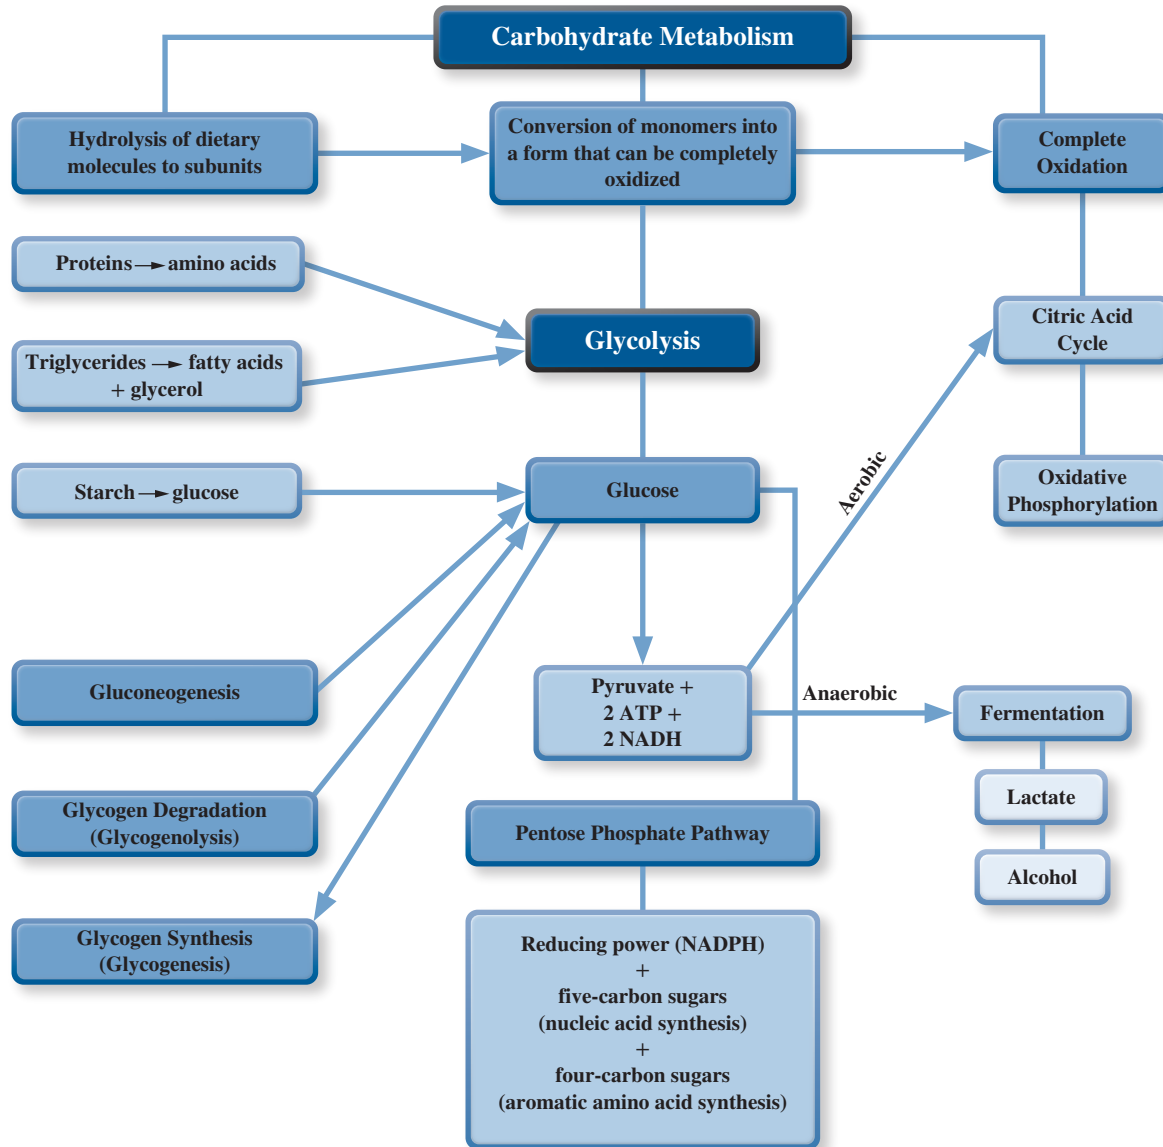 Carbohydrate Metabolism
Hydrolysis of dietary
molecules to subunits
Conversion of monomers into
a form that can be completely
oxidized
Complete
Oxidation
Proteins → amino acids
Triglycerides → fatty acids
+ glycerol
Starch → glucose
Glycolysis
Citric Acid
Cycle
Glucose
Aerobic
Oxidative
Phosphorylation
Gluconeogenesis
Pyruvate +
2 ATP +
2 NADH
Anaerobic
Fermentation
Lactate
Alcohol
Glycogen Degradation
(Glycogenolysis)
Pentose Phosphate Pathway
Glycogen Synthesis
(Glycogenesis)
Reducing power (NADPH)
+
five-carbon sugars
(nucleic acid synthesis)
+
four-carbon sugars
(aromatic amino acid synthesis)